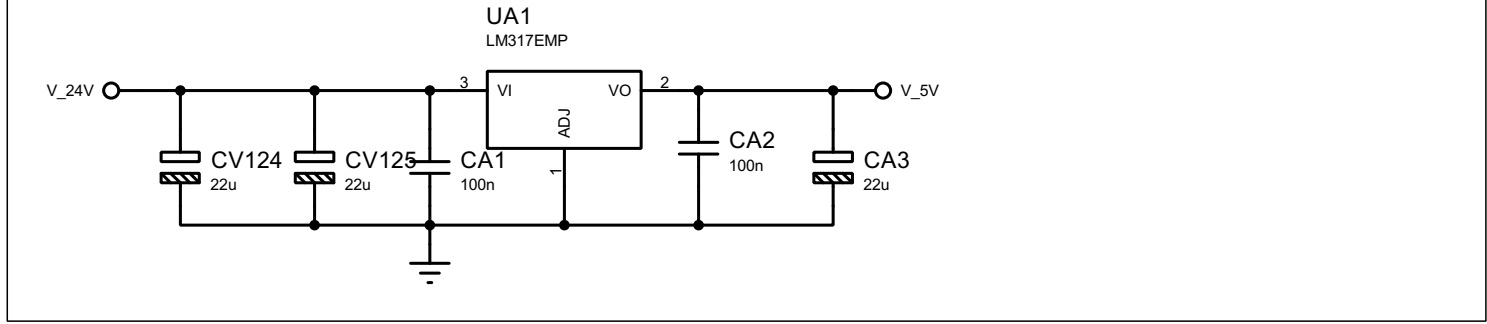 UA1
LM317EMP
V_24V
3
VI
VO
2
V_5V
ADJ
1
CV124
22u
CV125
22u
CA1
100n
CA2
100n
CA3
22u